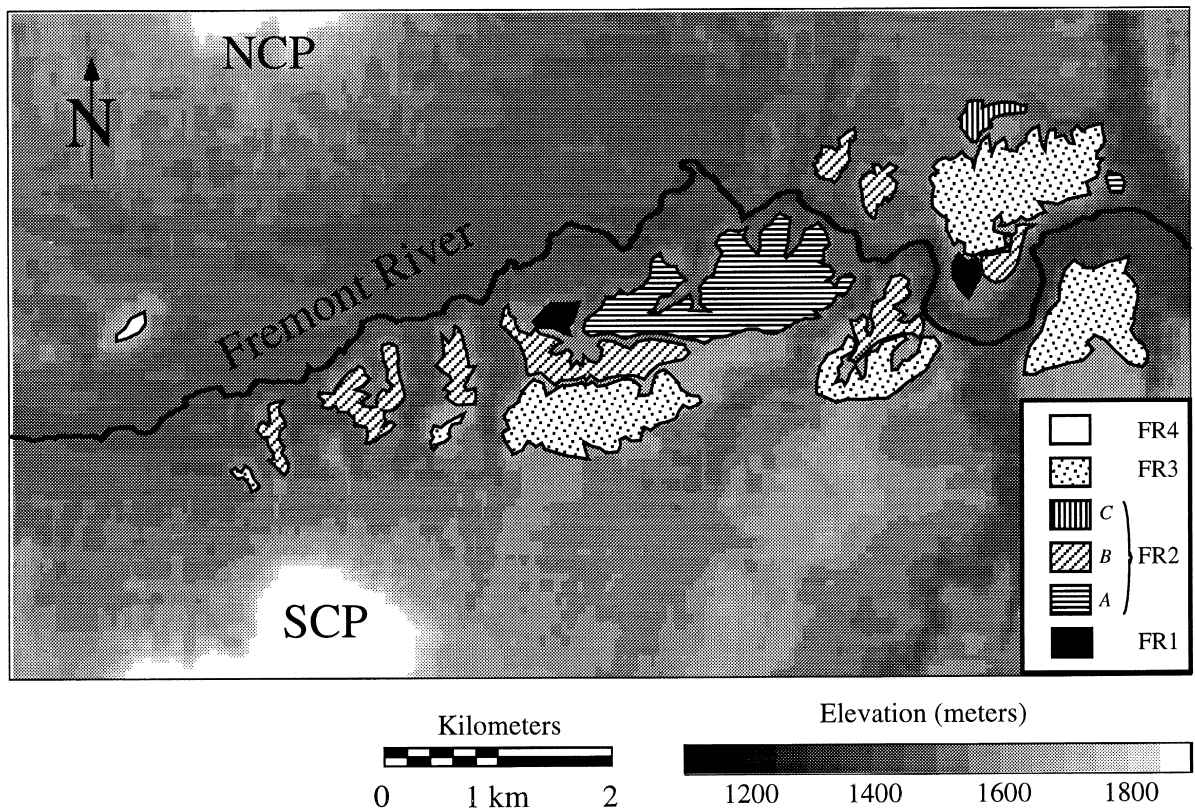 NCP
N
Fremont River
SCP
FR4
FR3
C
B FR2
A
FR1
Kilometers
0 1 km 2
Elevation (meters)
1200 1400 1600 1800